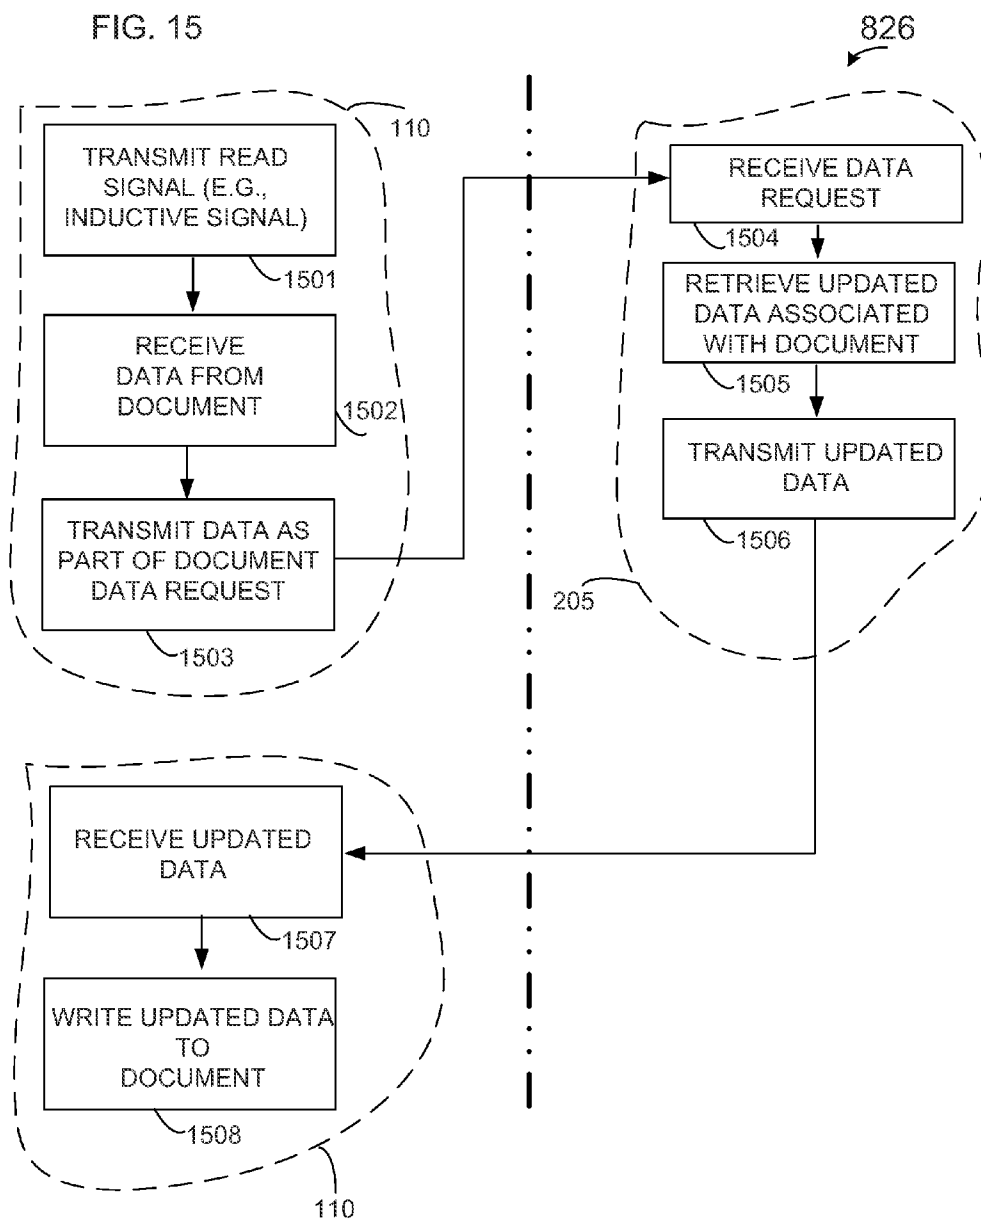 FIG. 15
826
110
TRANSMIT READ
SIGNAL (E.G.,
INDUCTIVE SIGNAL)
1501
RECEIVE
DATA FROM
DOCUMENT
1502
TRANSMIT DATA AS
PART OF DOCUMENT
DATA REQUEST
1503
RECEIVE DATA
REQUEST
1504
RETRIEVE UPDATED
DATA ASSOCIATED
WITH DOCUMENT
1505
TRANSMIT UPDATED
DATA
1506
205
RECEIVE UPDATED
DATA
1507
WRITE UPDATED DATA
TO
DOCUMENT
1508
110